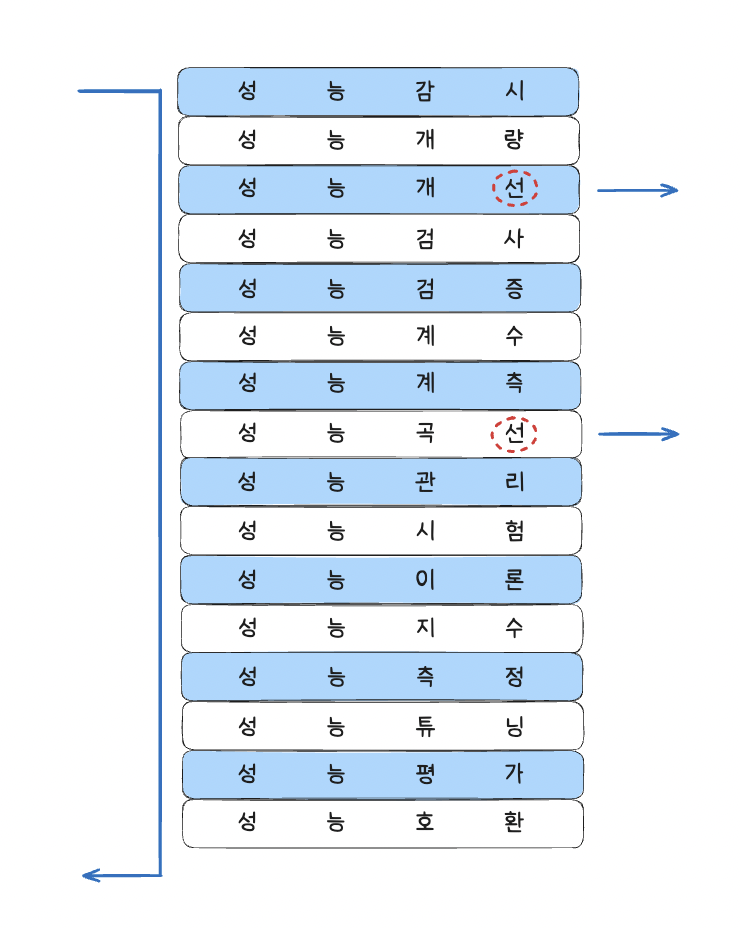 성 능 감 시
성 능 개 량
성 능 개 선
성 능 검 사
성 능 검 증
성 능 계 수
성 능 계 측
성 능 곡 선
성 능 관 리
성 능 시 험
성 능 이 론
성 능 지 수
성 능 측 정
성 능 튜 닝
성 능 평 가
성 능 호 환